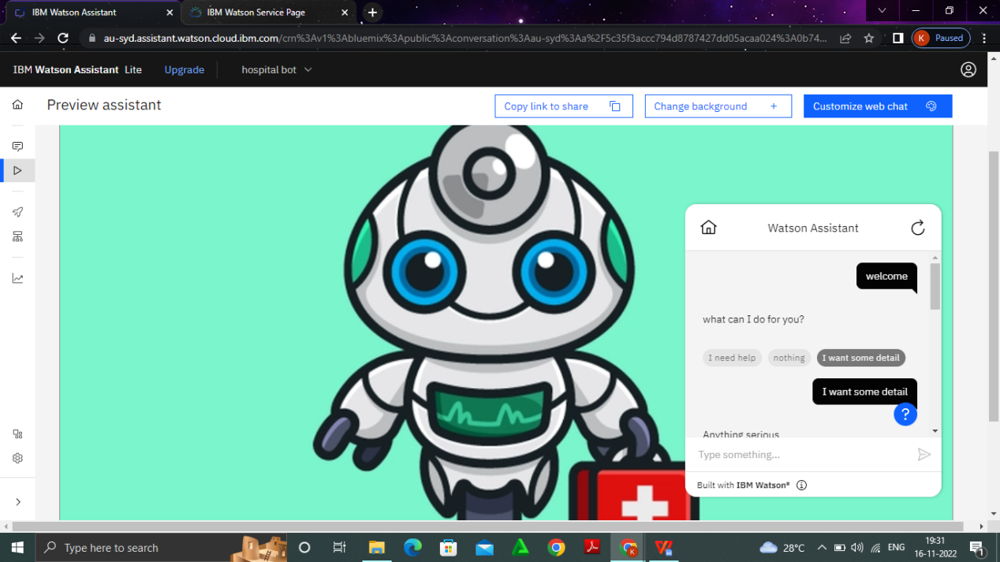 IBM Watson Assistant
IBM Watson Service Page
au-syd.assistant.watson.cloud.ibm.com/crn%3Av1%3Abluemix%3Apublic%3Aconversation%3Aau-syd%3Aa%2F5c35f3accc794d8787427dd05acaa024%3A0b74...
K Paused
IBM Watson Assistant Lite
Upgrade
hospital bot
Preview assistant
Copy link to share
Change background +
Customize web chat
Watson Assistant
welcome
what can I do for you?
I need help
nothing
I want some detail
I want some detail
?
Anything serious
Type something...
Built with IBM Watson®
Type here to search
28°C
ENG
19:31
16-11-2022
1